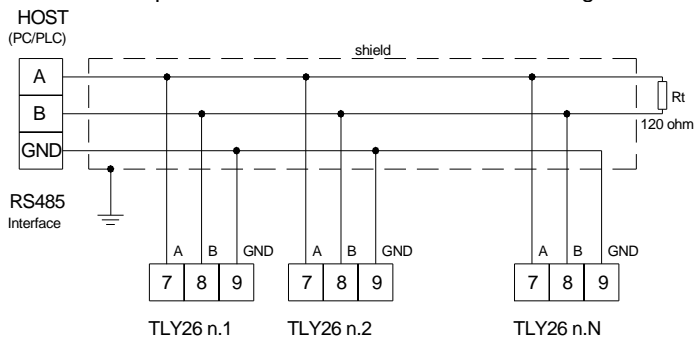 HOST
(PC/PLC)
shield
A
B
GND
Rt
120 ohm
RS485
Interface
A B GND A B GND A B GND
7 8 9 7 8 9 7 8 9
TLY26 n.1 TLY26 n.2 TLY26 n.N